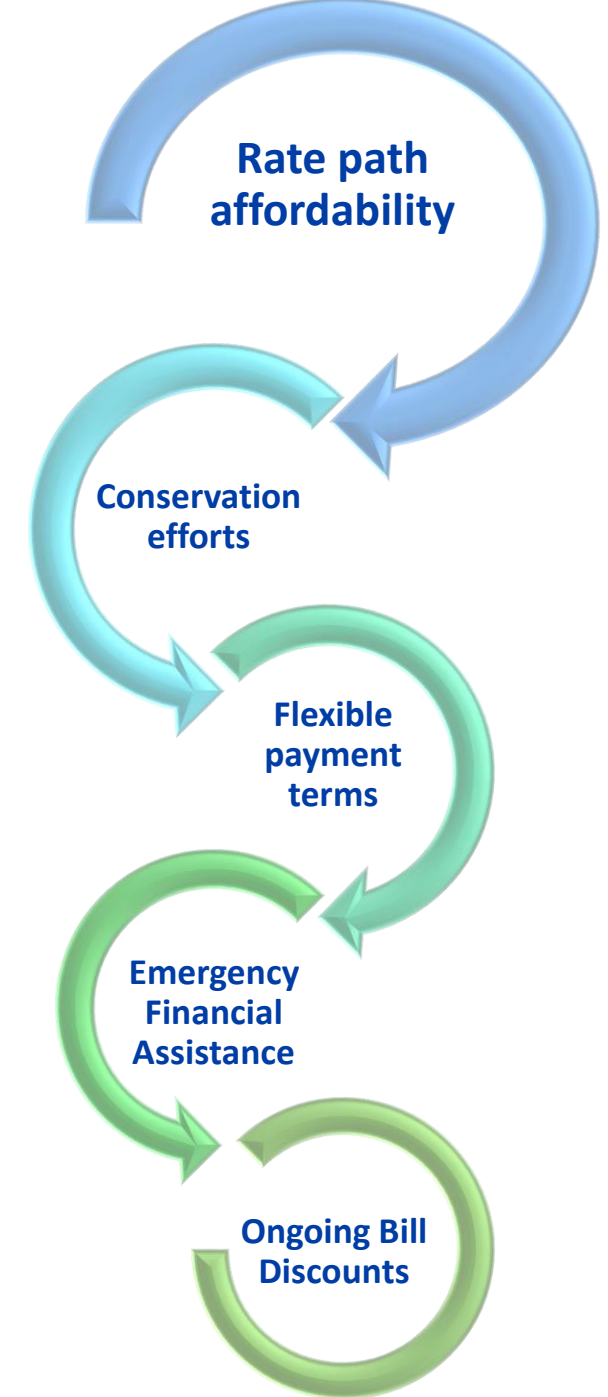 Rate path
affordability
Conservation
efforts
Flexible
payment
terms
Emergency
Financial
Assistance
Ongoing Bill
Discounts